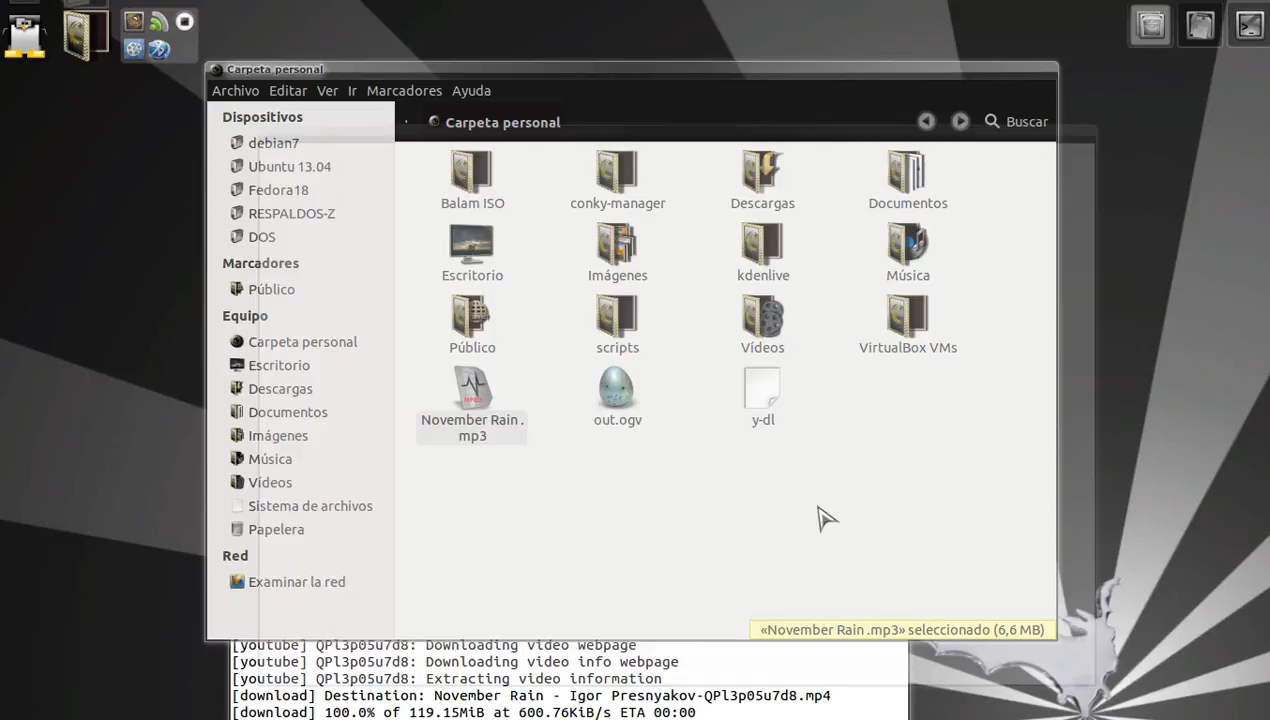 Carpeta personal
Archivo Editar Ver Ir Marcadores Ayuda
Carpeta personal
Buscar
Dispositivos
debian7
Ubuntu 13.04
Fedora18
RESPALDOS-Z
DOS
Marcadores
Público
Equipo
Carpeta personal
Escritorio
Descargas
Documentos
Imágenes
Música
Vídeos
Sistema de archivos
Papelera
Red
Examinar la red
Balam ISO
conky-manager
Descargas
Documentos
Escritorio
Imágenes
kdenlive
Música
Público
scripts
Vídeos
VirtualBox VMs
November Rain .
mp3
out.ogv
y-dl
«November Rain .mp3» seleccionado (6,6 MB)
[youtube] QPl3p05u7d8: Downloading video webpage
[youtube] QPl3p05u7d8: Downloading video info webpage
[youtube] QPl3p05u7d8: Extracting video information
[download] Destination: November Rain - Igor Presnyakov-QPl3p05u7d8.mp4
[download] 100.0% of 119.15MiB at 600.76KiB/s ETA 00:00